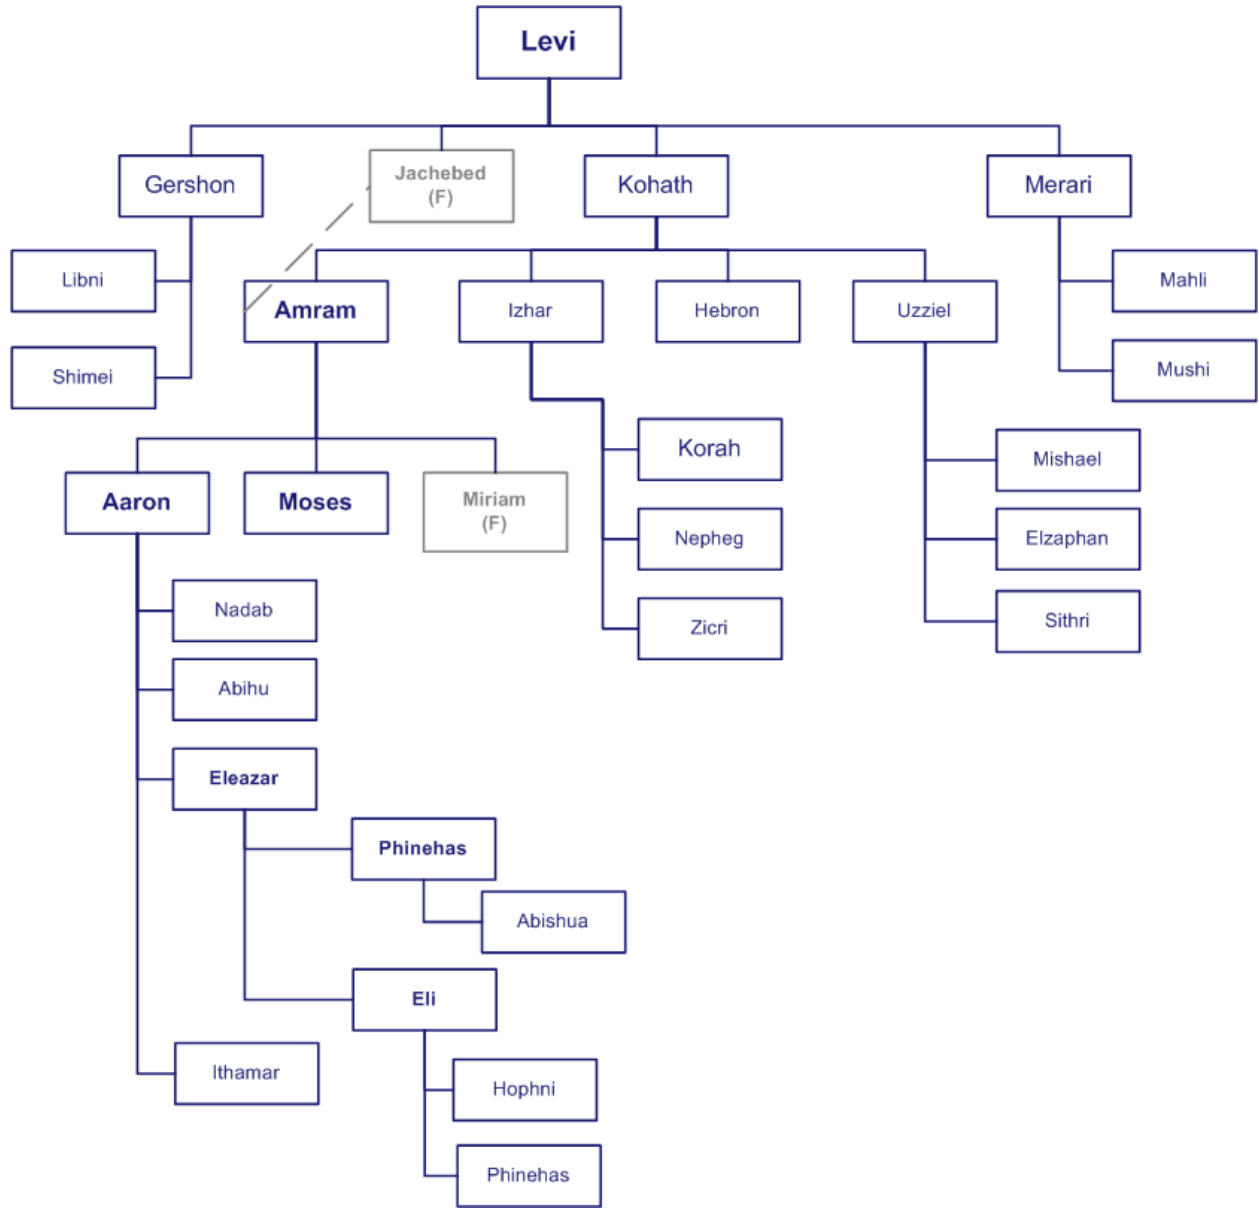 Levi
Gershon
Jachebed
(F)
Kohath
Merari
Libni
Amram
Izhar
Hebron
Uzziel
Mahli
Shimei
Mushi
Korah
Mishael
Aaron
Moses
Miriam
(F)
Nepheg
Elzaphan
Nadab
Zicri
Sithri
Abihu
Eleazar
Phinehas
Abishua
Eli
Ithamar
Hophni
Phinehas